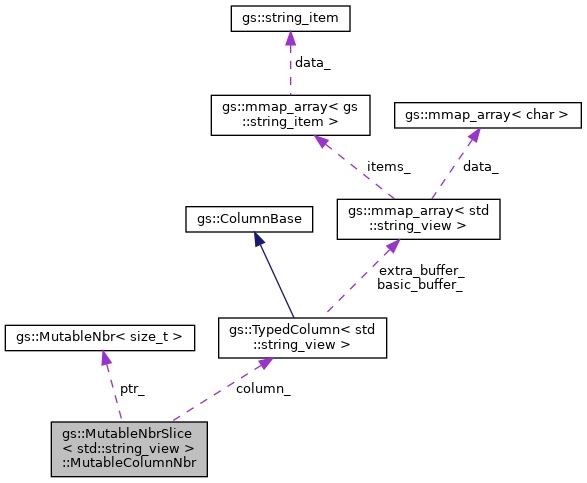 gs::string_item
data_
gs::mmap_array< gs
::string_item >
gs::mmap_array< char >
items_
data_
gs::mmap_array< std
::string_view >
gs::ColumnBase
extra_buffer_
basic_buffer_
gs::MutableNbr< size_t >
gs::TypedColumn< std
::string_view >
ptr_
column_
gs::MutableNbrSlice
< std::string_view >
::MutableColumnNbr